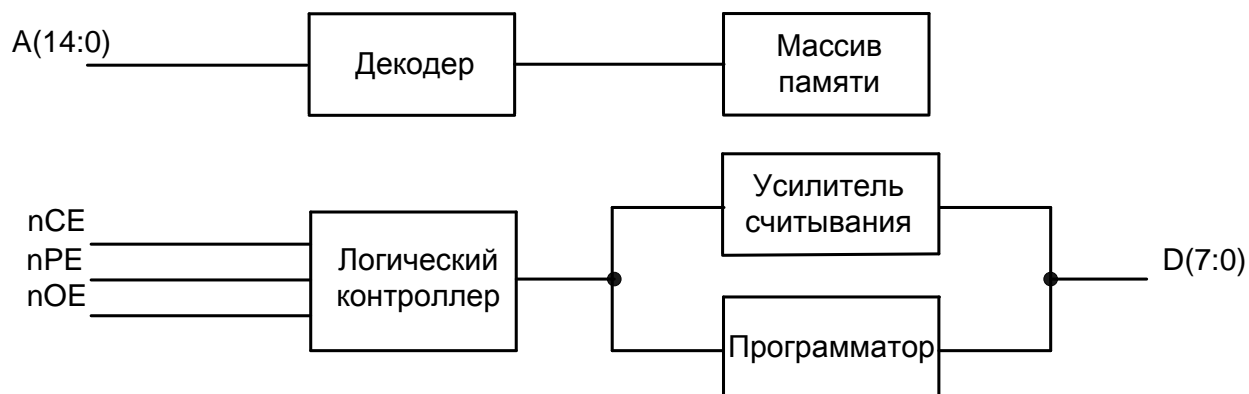 A(14:0)
Декодер
Массив
памяти
nCE
nPE
nOE
Логический
контроллер
Усилитель
считывания
Программатор
D(7:0)